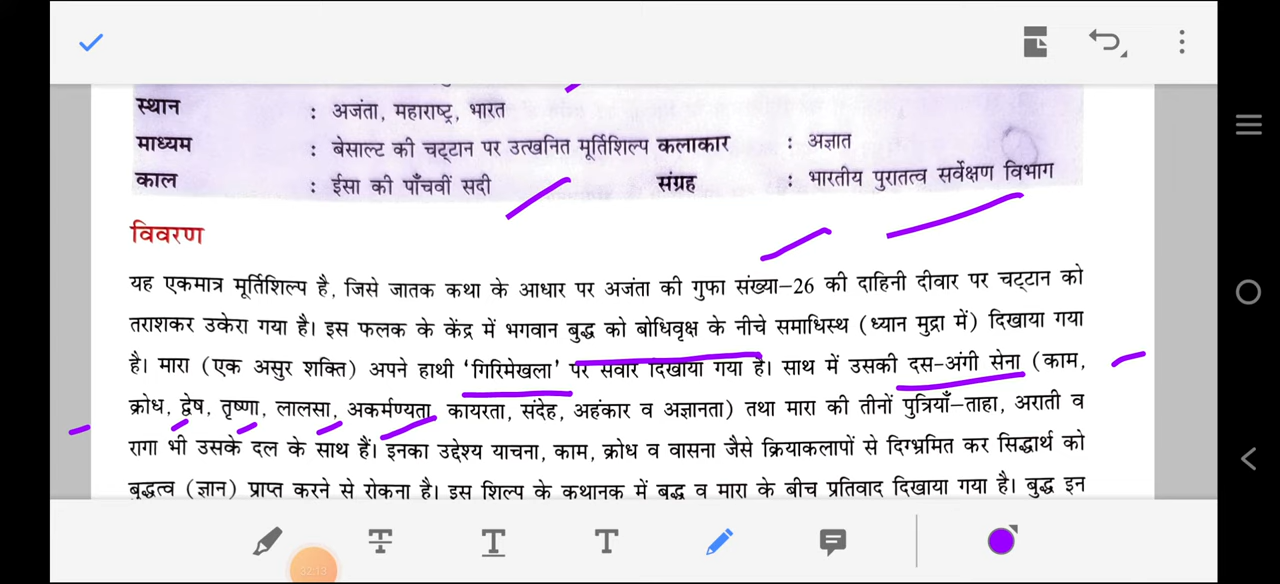 स्थान : अजंता, महाराष्ट्र, भारत
माध्यम : बेसाल्ट की चट्टान पर उत्खनित मूर्तिशिल्प कलाकार : अज्ञात
काल : ईसा की पाँचवीं सदी संग्रह : भारतीय पुरातत्व सर्वेक्षण विभाग
विवरण
यह एकमात्र मूर्तिशिल्प है, जिसे जातक कथा के आधार पर अजंता की गुफा संख्या–26 की दाहिनी दीवार पर चट्टान को
तराशकर उकेरा गया है। इस फलक के केंद्र में भगवान बुद्ध को बोधिवृक्ष के नीचे समाधिस्थ (ध्यान मुद्रा में) दिखाया गया
है। मारा (एक असुर शक्ति) अपने हाथी ‘गिरिमेखला’ पर सवार दिखाया गया है। साथ में उसकी दस-अंगी सेना (काम,
क्रोध, द्वेष, तृष्णा, लालसा, अकर्मण्यता, कायरता, संदेह, अहंकार व अज्ञानता) तथा मारा की तीनों पुत्रियाँ–ताहा, अराती व
रागा भी उसके दल के साथ हैं। इनका उद्देश्य याचना, काम, क्रोध व वासना जैसे क्रियाकलापों से दिग्भ्रमित कर सिद्धार्थ को
बुद्धत्व (ज्ञान) प्राप्त करने से रोकना है। इस शिल्प के कथानक में बुद्ध व मारा के बीच प्रतिवाद दिखाया गया है। बुद्ध इन
T T T
32:13